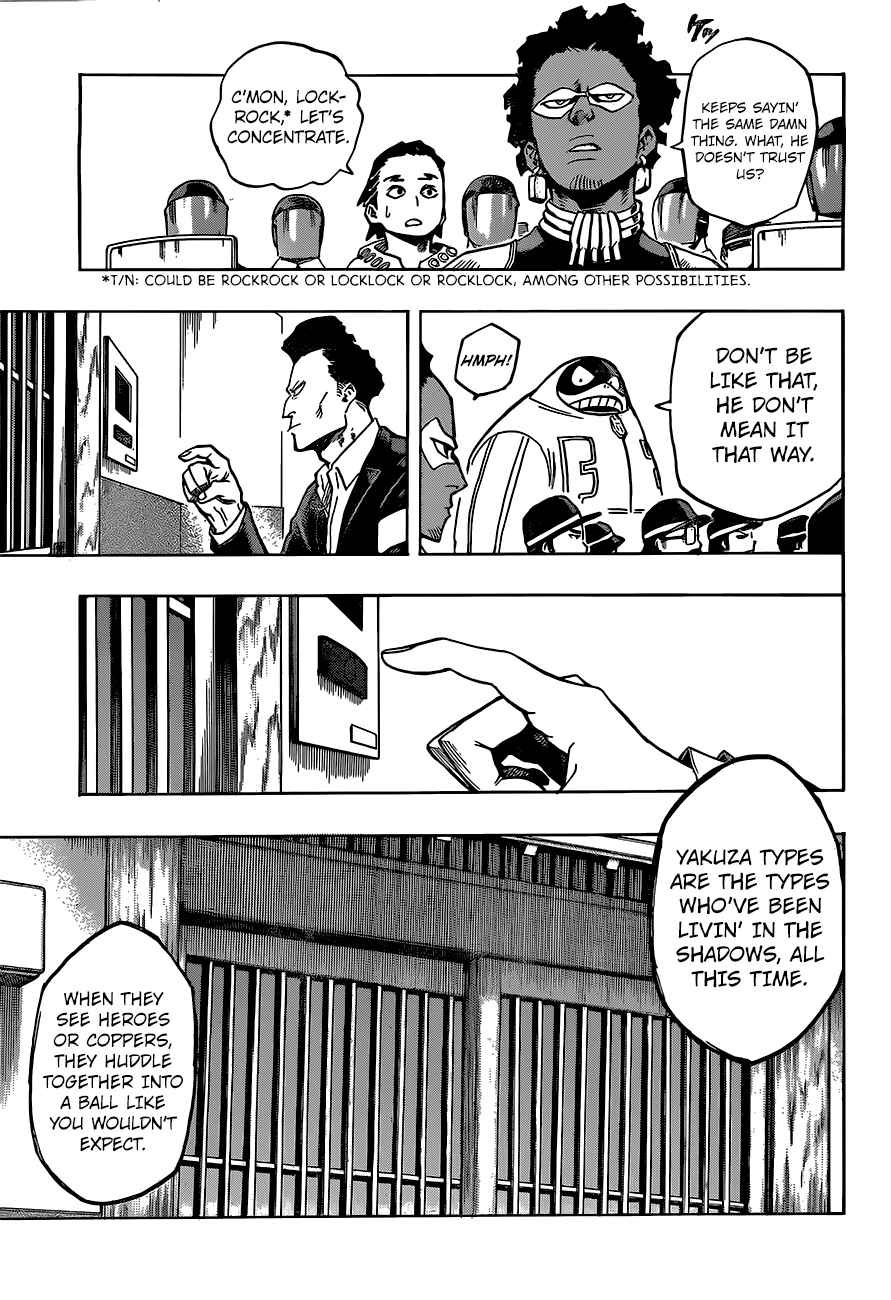 KEEPS SAYIN'
THE SAME DAMN
THING. WHAT, HE
DOESN'T TRUST
US?
C'MON, LOCK-
ROCK,* LET'S
CONCENTRATE.
*T/N: COULD BE ROCKROCK OR LOCKLOCK OR ROCKLOCK, AMONG OTHER POSSIBILITIES.
DON'T BE
LIKE THAT,
HE DON'T
MEAN IT
THAT WAY.
HMPH!
B
YAKUZA TYPES
ARE THE TYPES
WHO'VE BEEN
LIVIN' IN THE
SHADOWS, ALL
THIS TIME.
WHEN THEY
SEE HEROES
OR COPPERS,
THEY HUDDLE
TOGETHER INTO
A BALL LIKE
YOU WOULDN'T
EXPECT.